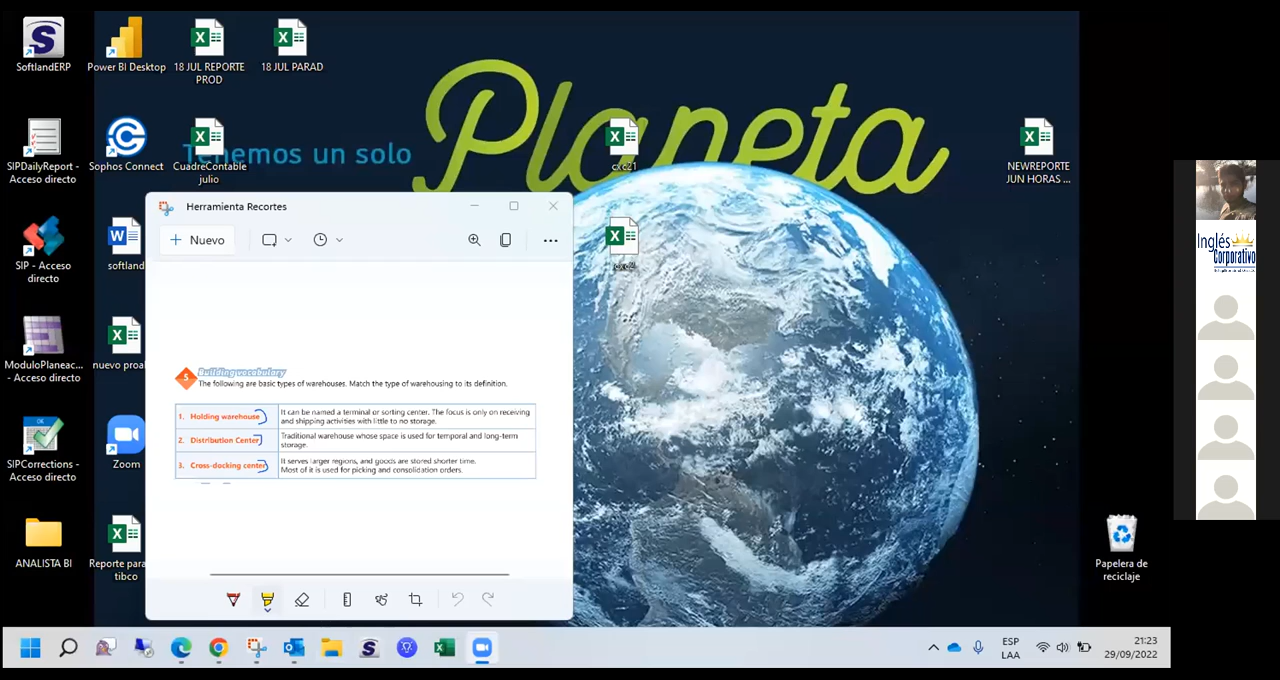 SoftlandERP
Power BI Desktop
18 JUL REPORTE
PROD
18 JUL PARAD
Planeta
Tenemos un solo
SIPDailyReport -
Acceso directo
Sophos Connect
CuadreContable
julio
cxc21
NEWREPORTE
JUN HORAS ...
SIP - Acceso
directo
softland
ModuloPlaneac...
- Acceso directo
nuevo proa
SIPCorrections -
Acceso directo
Zoom
ANALISTA BI
Reporte para
tibco
Papelera de
reciclaje
Herramienta Recortes
Nuevo
5
Building vocabulary
The following are basic types of warehouses. Match the type of warehousing to its definition.
1. Holding warehouse
It can be named a terminal or sorting center. The focus is only on receiving
and shipping activities with little to no storage.
2. Distribution Center
Traditional warehouse whose space is used for temporal and long-term
storage.
3. Cross-docking center
It serves larger regions, and goods are stored shorter time.
Most of it is used for picking and consolidation orders.
Inglés
Corporativo
ESP
LAA
21:23
29/09/2022